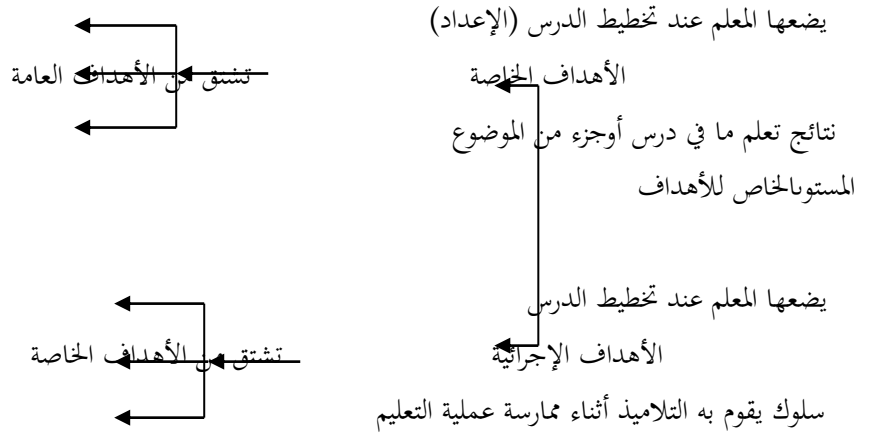 يضعها المعلم عند تخطيط الدرس (الإعداد)
الأهداف الخاصة تشتق من الأهداف العامة
نتائج تعلم ما في درس أوجزء من الموضوع
المستوىالخاص للأهداف
يضعها المعلم عند تخطيط الدرس
الأهداف الإجرائية تشتق من الأهداف الخاصة
سلوك يقوم به التلاميذ أثناء ممارسة عملية التعليم